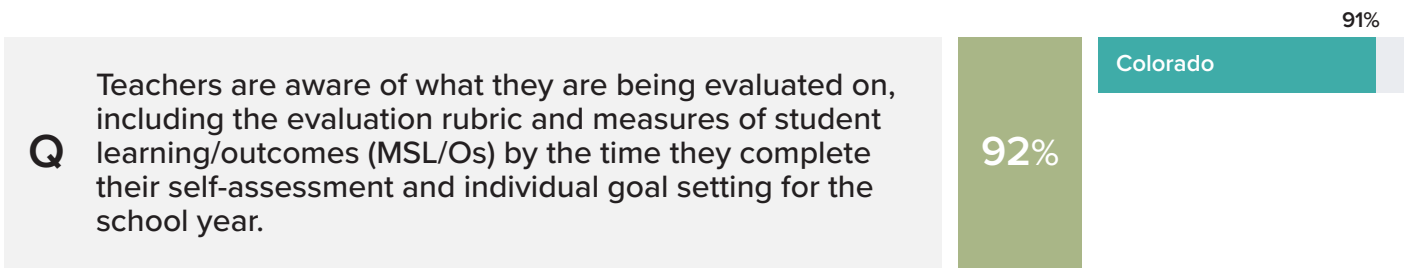 91%
Colorado
Q
Teachers are aware of what they are being evaluated on,
including the evaluation rubric and measures of student
learning/outcomes (MSL/Os) by the time they complete
their self-assessment and individual goal setting for the
school year.
92%